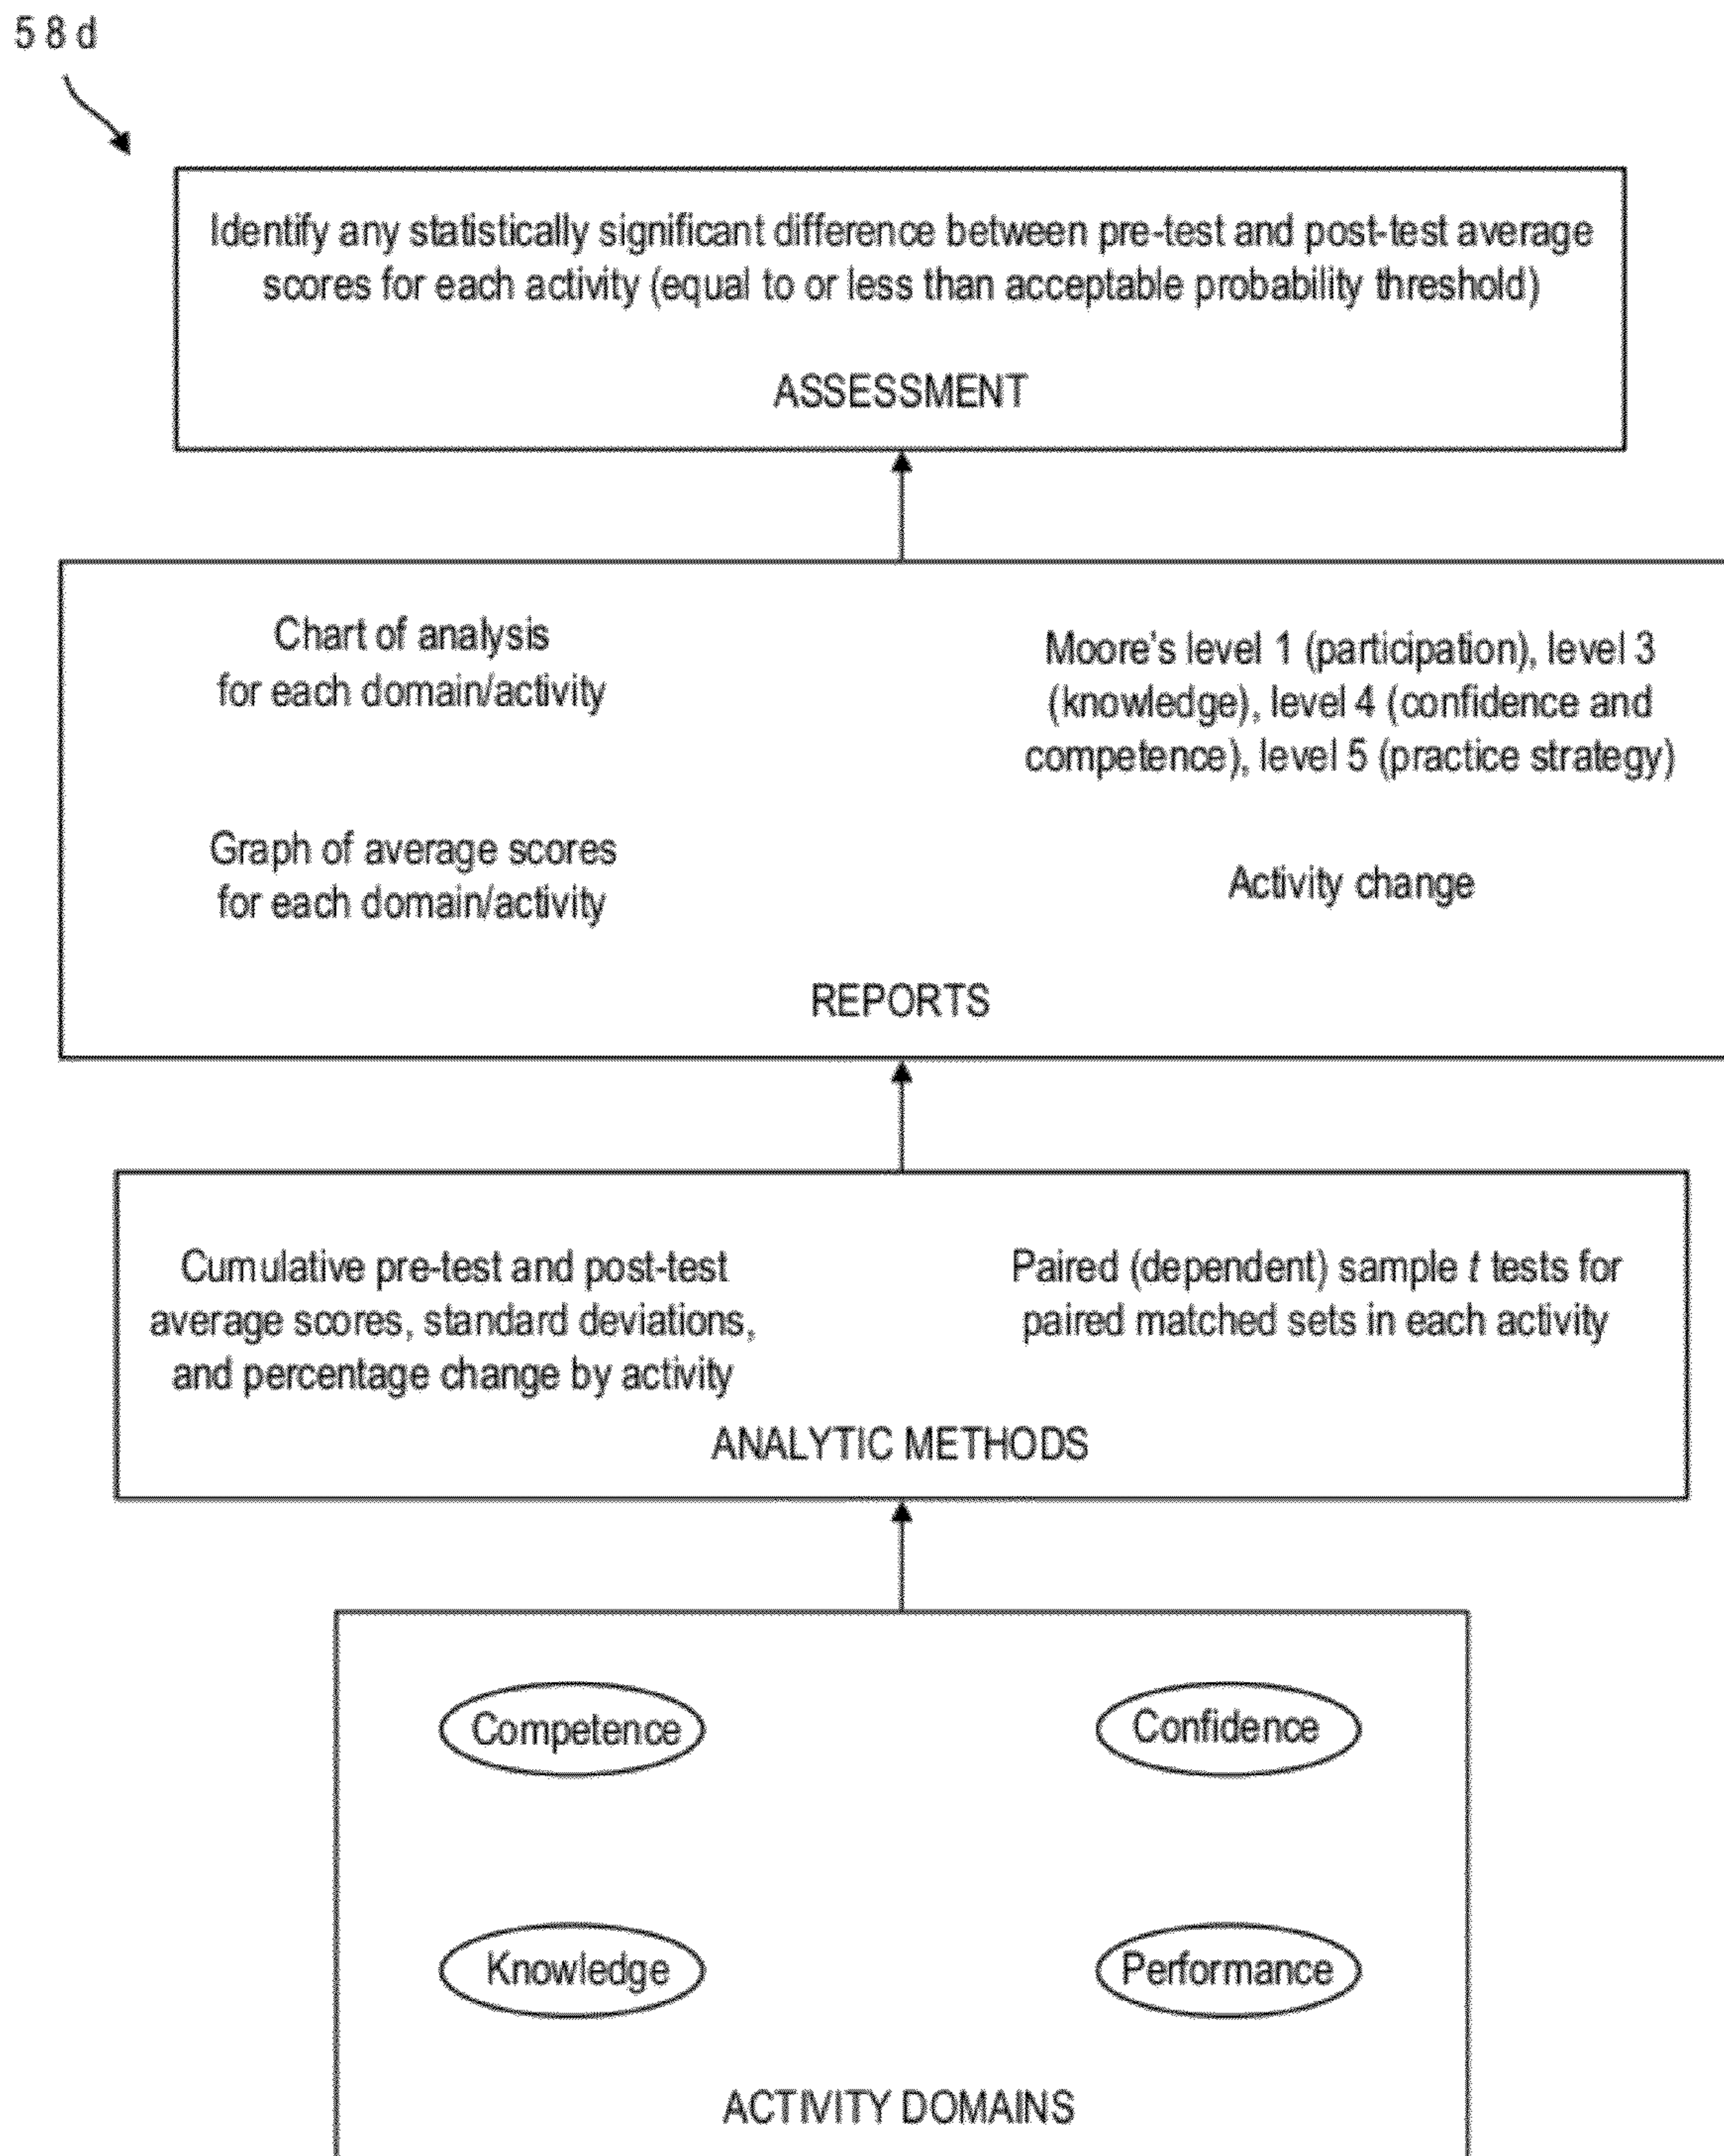 58d
Identify any statistically significant difference between pre-test and post-test average
scores for each activity (equal to or less than acceptable probability threshold)
ASSESSMENT
Chart of analysis
for each domain/activity
Moore's level 1 (participation), level 3
(knowledge), level 4 (confidence and
competence), level 5 (practice strategy)
Graph of average scores
for each domain/activity
Activity change
REPORTS
Cumulative pre-test and post-test
average scores, standard deviations,
and percentage change by activity
Paired (dependent) sample t tests for
paired matched sets in each activity
ANALYTIC METHODS
Competence
Confidence
Knowledge
Performance
ACTIVITY DOMAINS